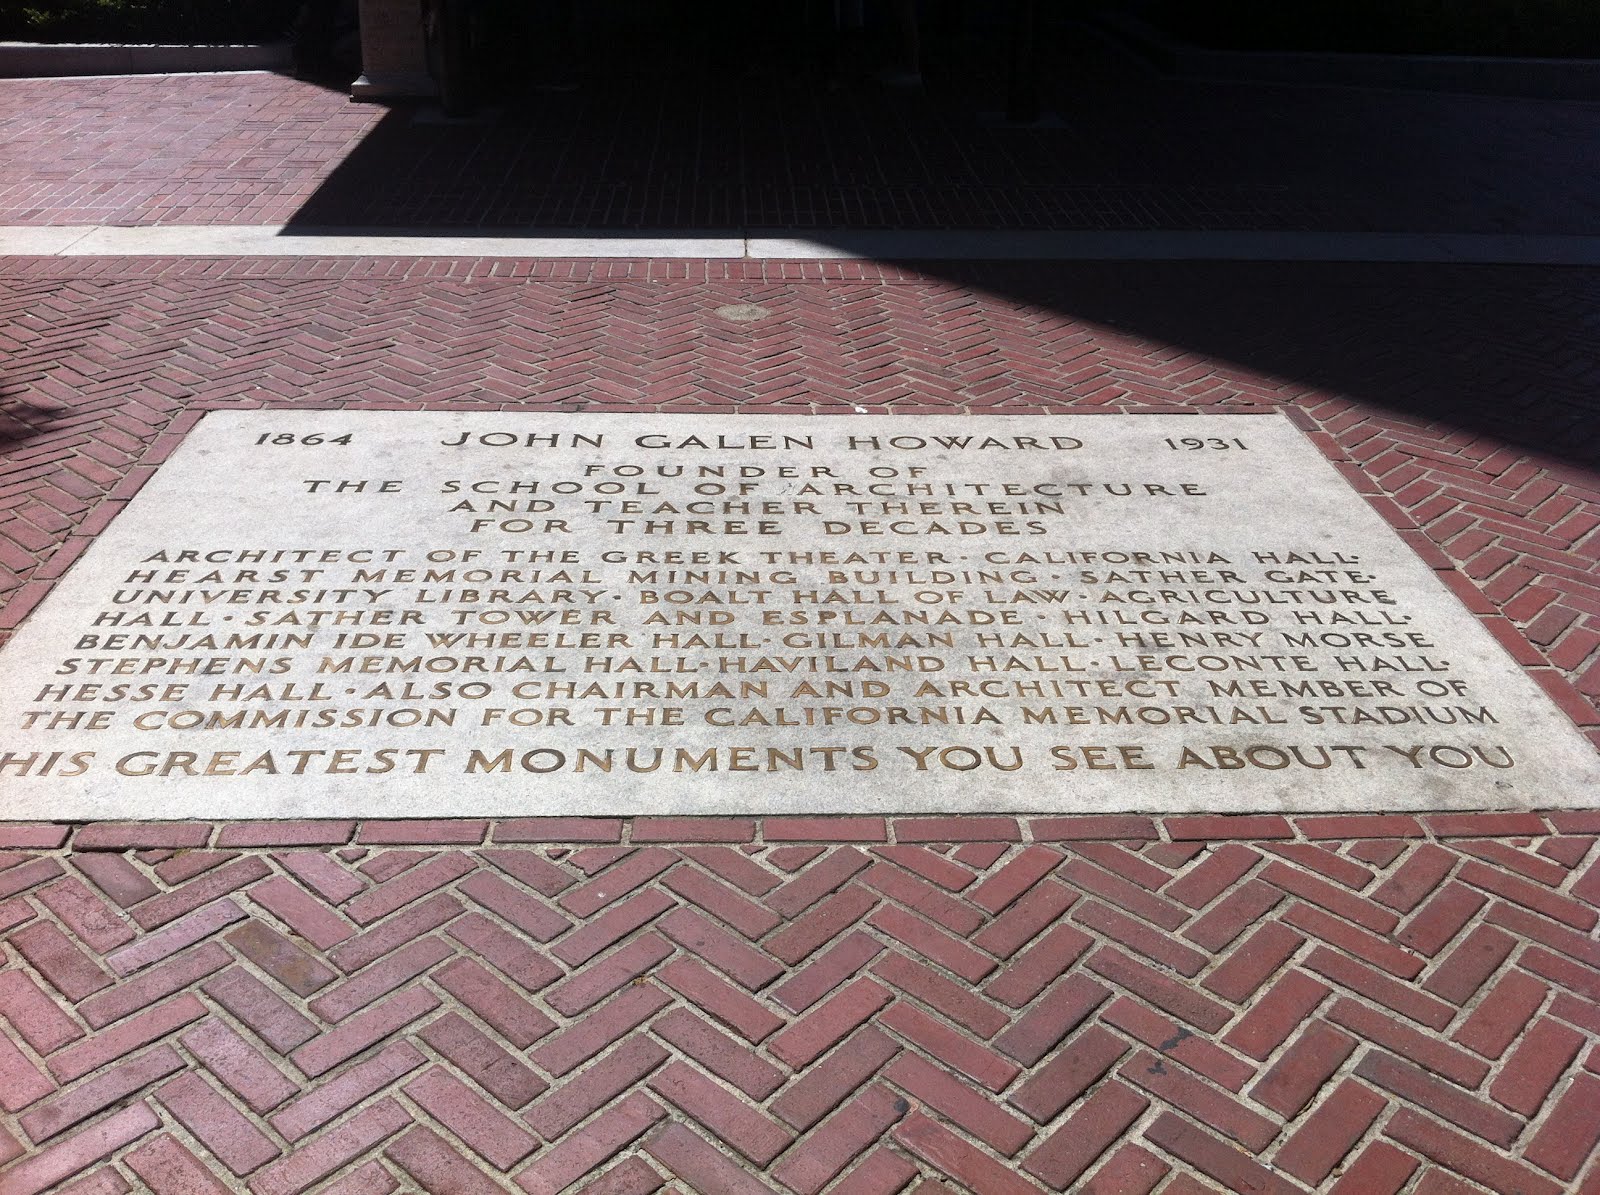 1864 JOHN GALEN HOWARD 1931
FOUNDER OF
THE SCHOOL OF ARCHITECTURE
AND TEACHER THEREIN
FOR THREE DECADES
ARCHITECT OF THE GREEK THEATER · CALIFORNIA HALL ·
HEARST MEMORIAL MINING BUILDING · SATHER GATE ·
UNIVERSITY LIBRARY · BOALT HALL OF LAW · AGRICULTURE
HALL · SATHER TOWER AND ESPLANADE · HILGARD HALL ·
BENJAMIN IDE WHEELER HALL · GILMAN HALL · HENRY MORSE
STEPHENS MEMORIAL HALL · HAVILAND HALL · LECONTE HALL ·
HESSE HALL · ALSO CHAIRMAN AND ARCHITECT MEMBER OF
THE COMMISSION FOR THE CALIFORNIA MEMORIAL STADIUM
HIS GREATEST MONUMENTS YOU SEE ABOUT YOU